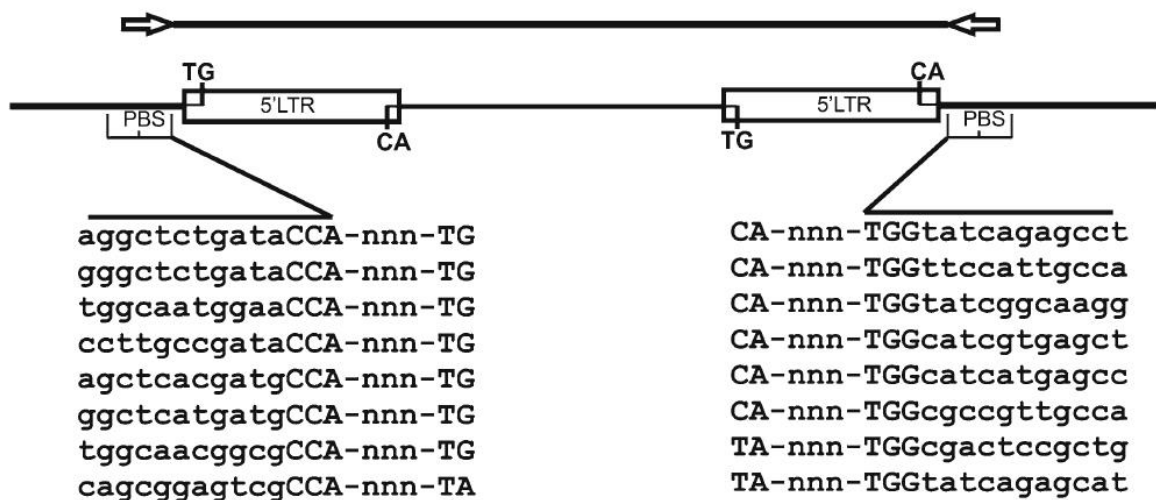 TG
CA
PBS
5'LTR
5'LTR
PBS
CA
TG
aggctctgataCCA-nnn-TG
gggctctgataCCA-nnn-TG
tggcaatggaaCCA-nnn-TG
ccttgccgataCCA-nnn-TG
agctcacgatgCCA-nnn-TG
ggctcatgatgCCA-nnn-TG
tggcaacggcgCCA-nnn-TG
cagcggagtcgCCA-nnn-TA
CA-nnn-TGGtatcagagcct
CA-nnn-TGGttccattgcca
CA-nnn-TGGtatcggcaagg
CA-nnn-TGGcatcgtgagct
CA-nnn-TGGcatcatgagcc
CA-nnn-TGGcgccgttgcca
TA-nnn-TGGcgactccgctg
TA-nnn-TGGtatcagagcat